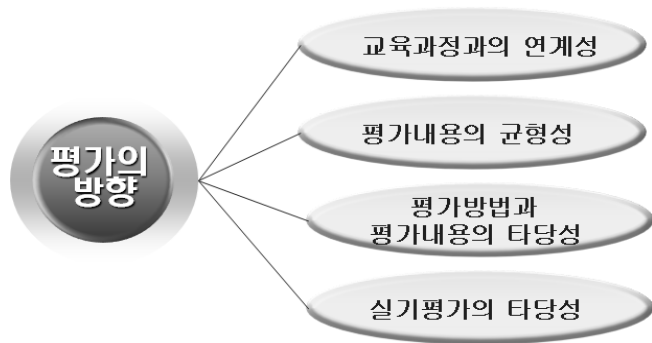 평가의
방향
교육과정과의 연계성
평가내용의 균형성
평가방법과
평가내용의 타당성
실기평가의 타당성